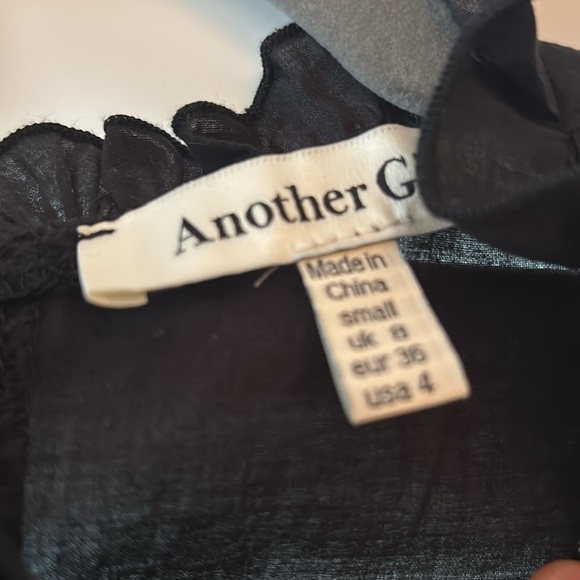 Another G
Made in
China
small
uk 8
eur 36
usa 4